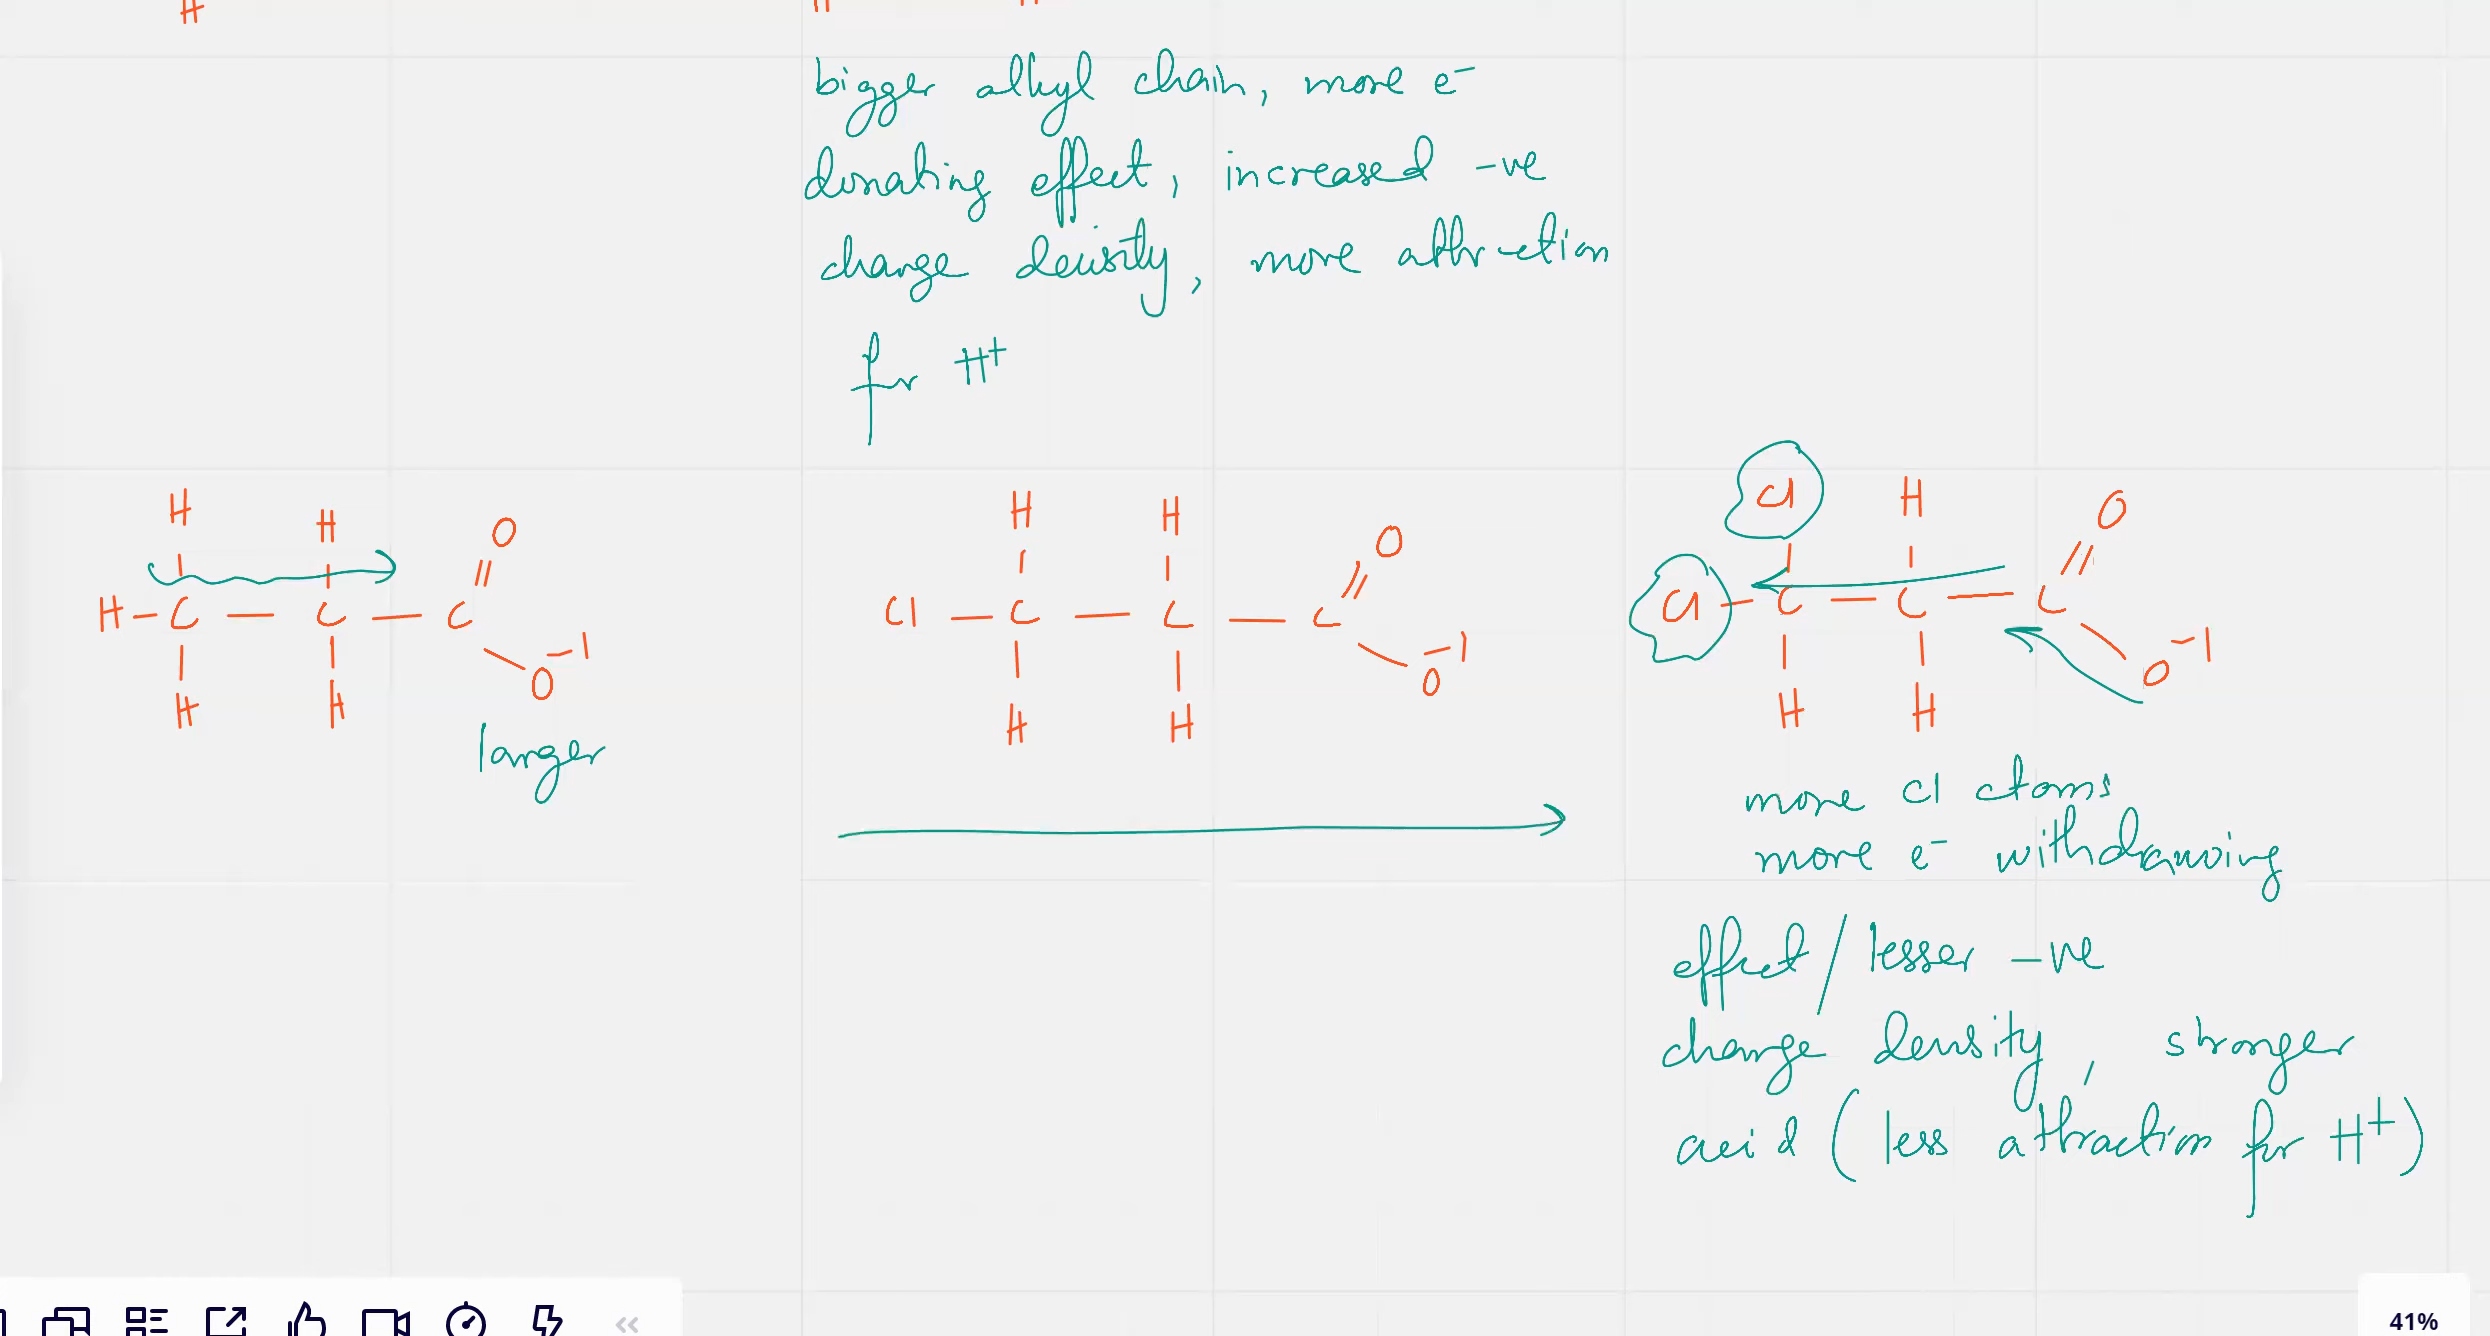 H
H H
bigger alkyl chain, more e⁻
donating effect, increased -ve
charge density, more attraction
for H⁺
H H O
H - C - C - C
O⁻¹
H H
larger
H H O
Cl - C - C - C
O⁻¹
H H
Cl H O
Cl - C - C - C
O⁻¹
H H
more Cl atoms
more e⁻ withdrawing
effect / lesser -ve
charge density, stronger
acid (less attraction for H⁺)
41%